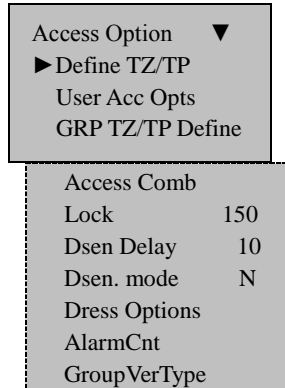 Access Option ▼
►Define TZ/TP
User Acc Opts
GRP TZ/TP Define
Access Comb
Lock 150
Dsen Delay 10
Dsen. mode N
Dress Options
AlarmCnt
GroupVerType